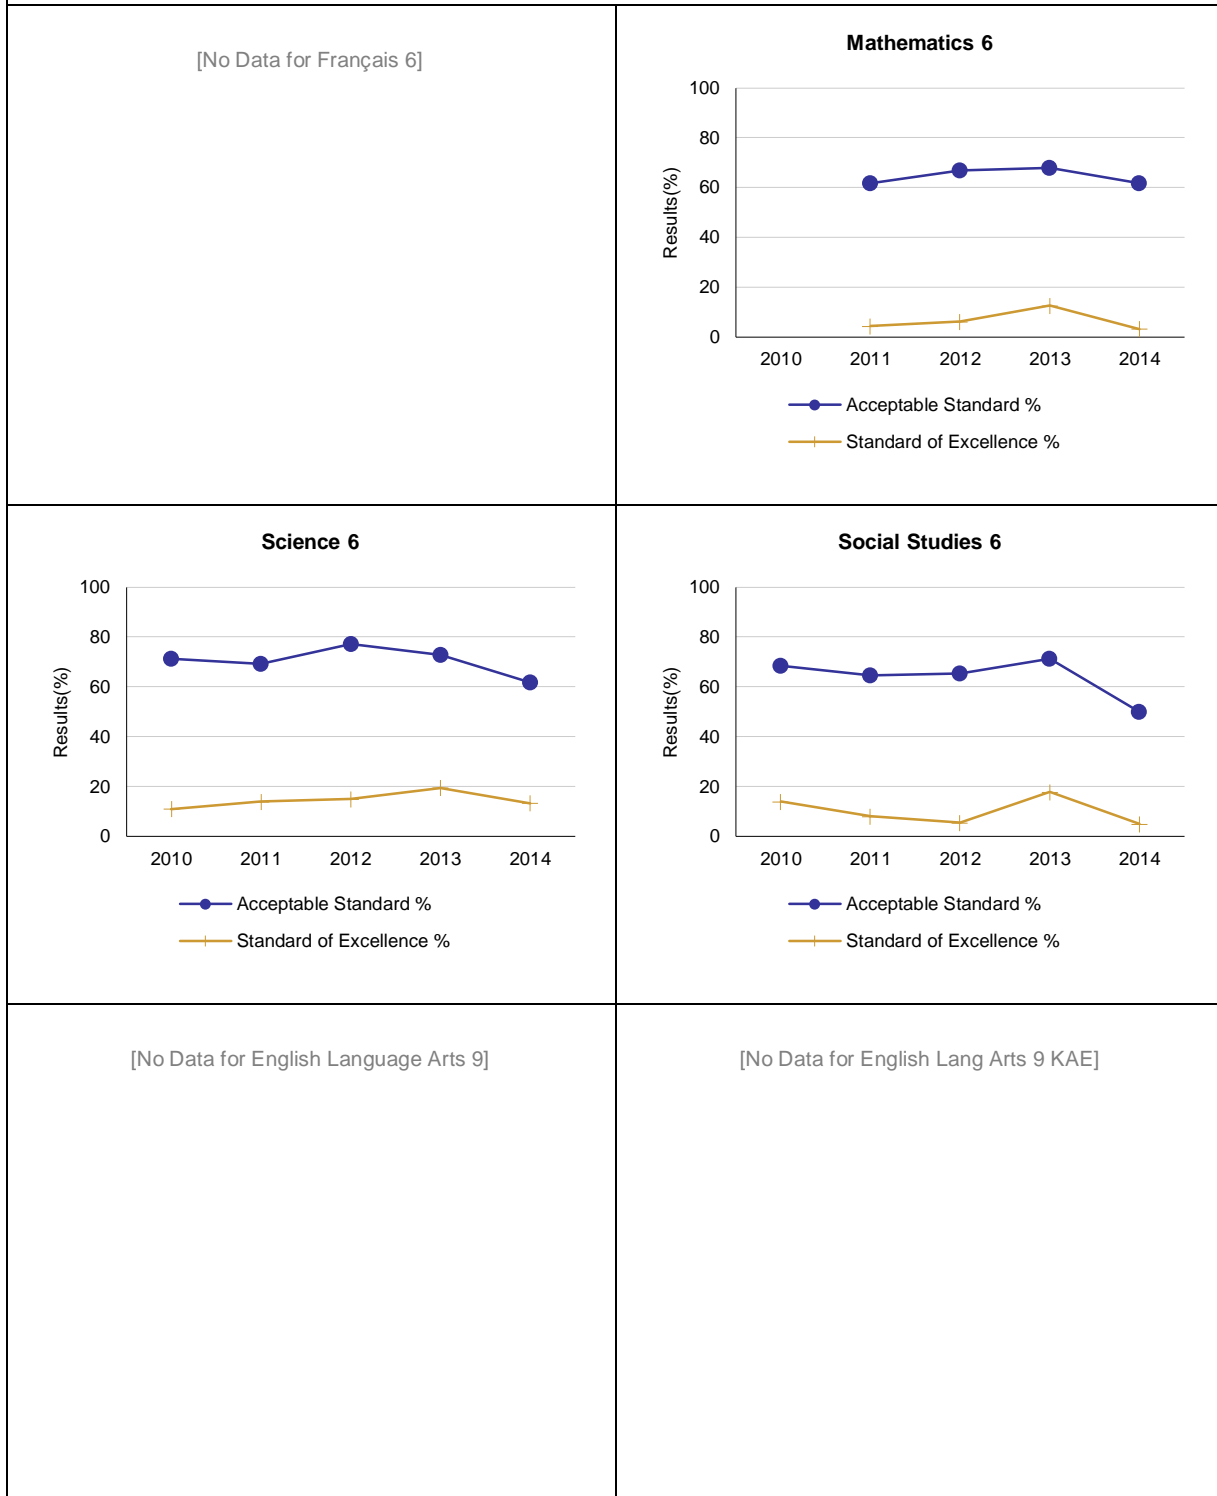 [No Data for Français 6]
Mathematics 6
100
80
60
40
20
0
Results(%)
2010 2011 2012 2013 2014
Acceptable Standard %
Standard of Excellence %
Science 6
100
80
60
40
20
0
Results(%)
2010 2011 2012 2013 2014
Acceptable Standard %
Standard of Excellence %
Social Studies 6
100
80
60
40
20
0
Results(%)
2010 2011 2012 2013 2014
Acceptable Standard %
Standard of Excellence %
[No Data for English Language Arts 9]
[No Data for English Lang Arts 9 KAE]